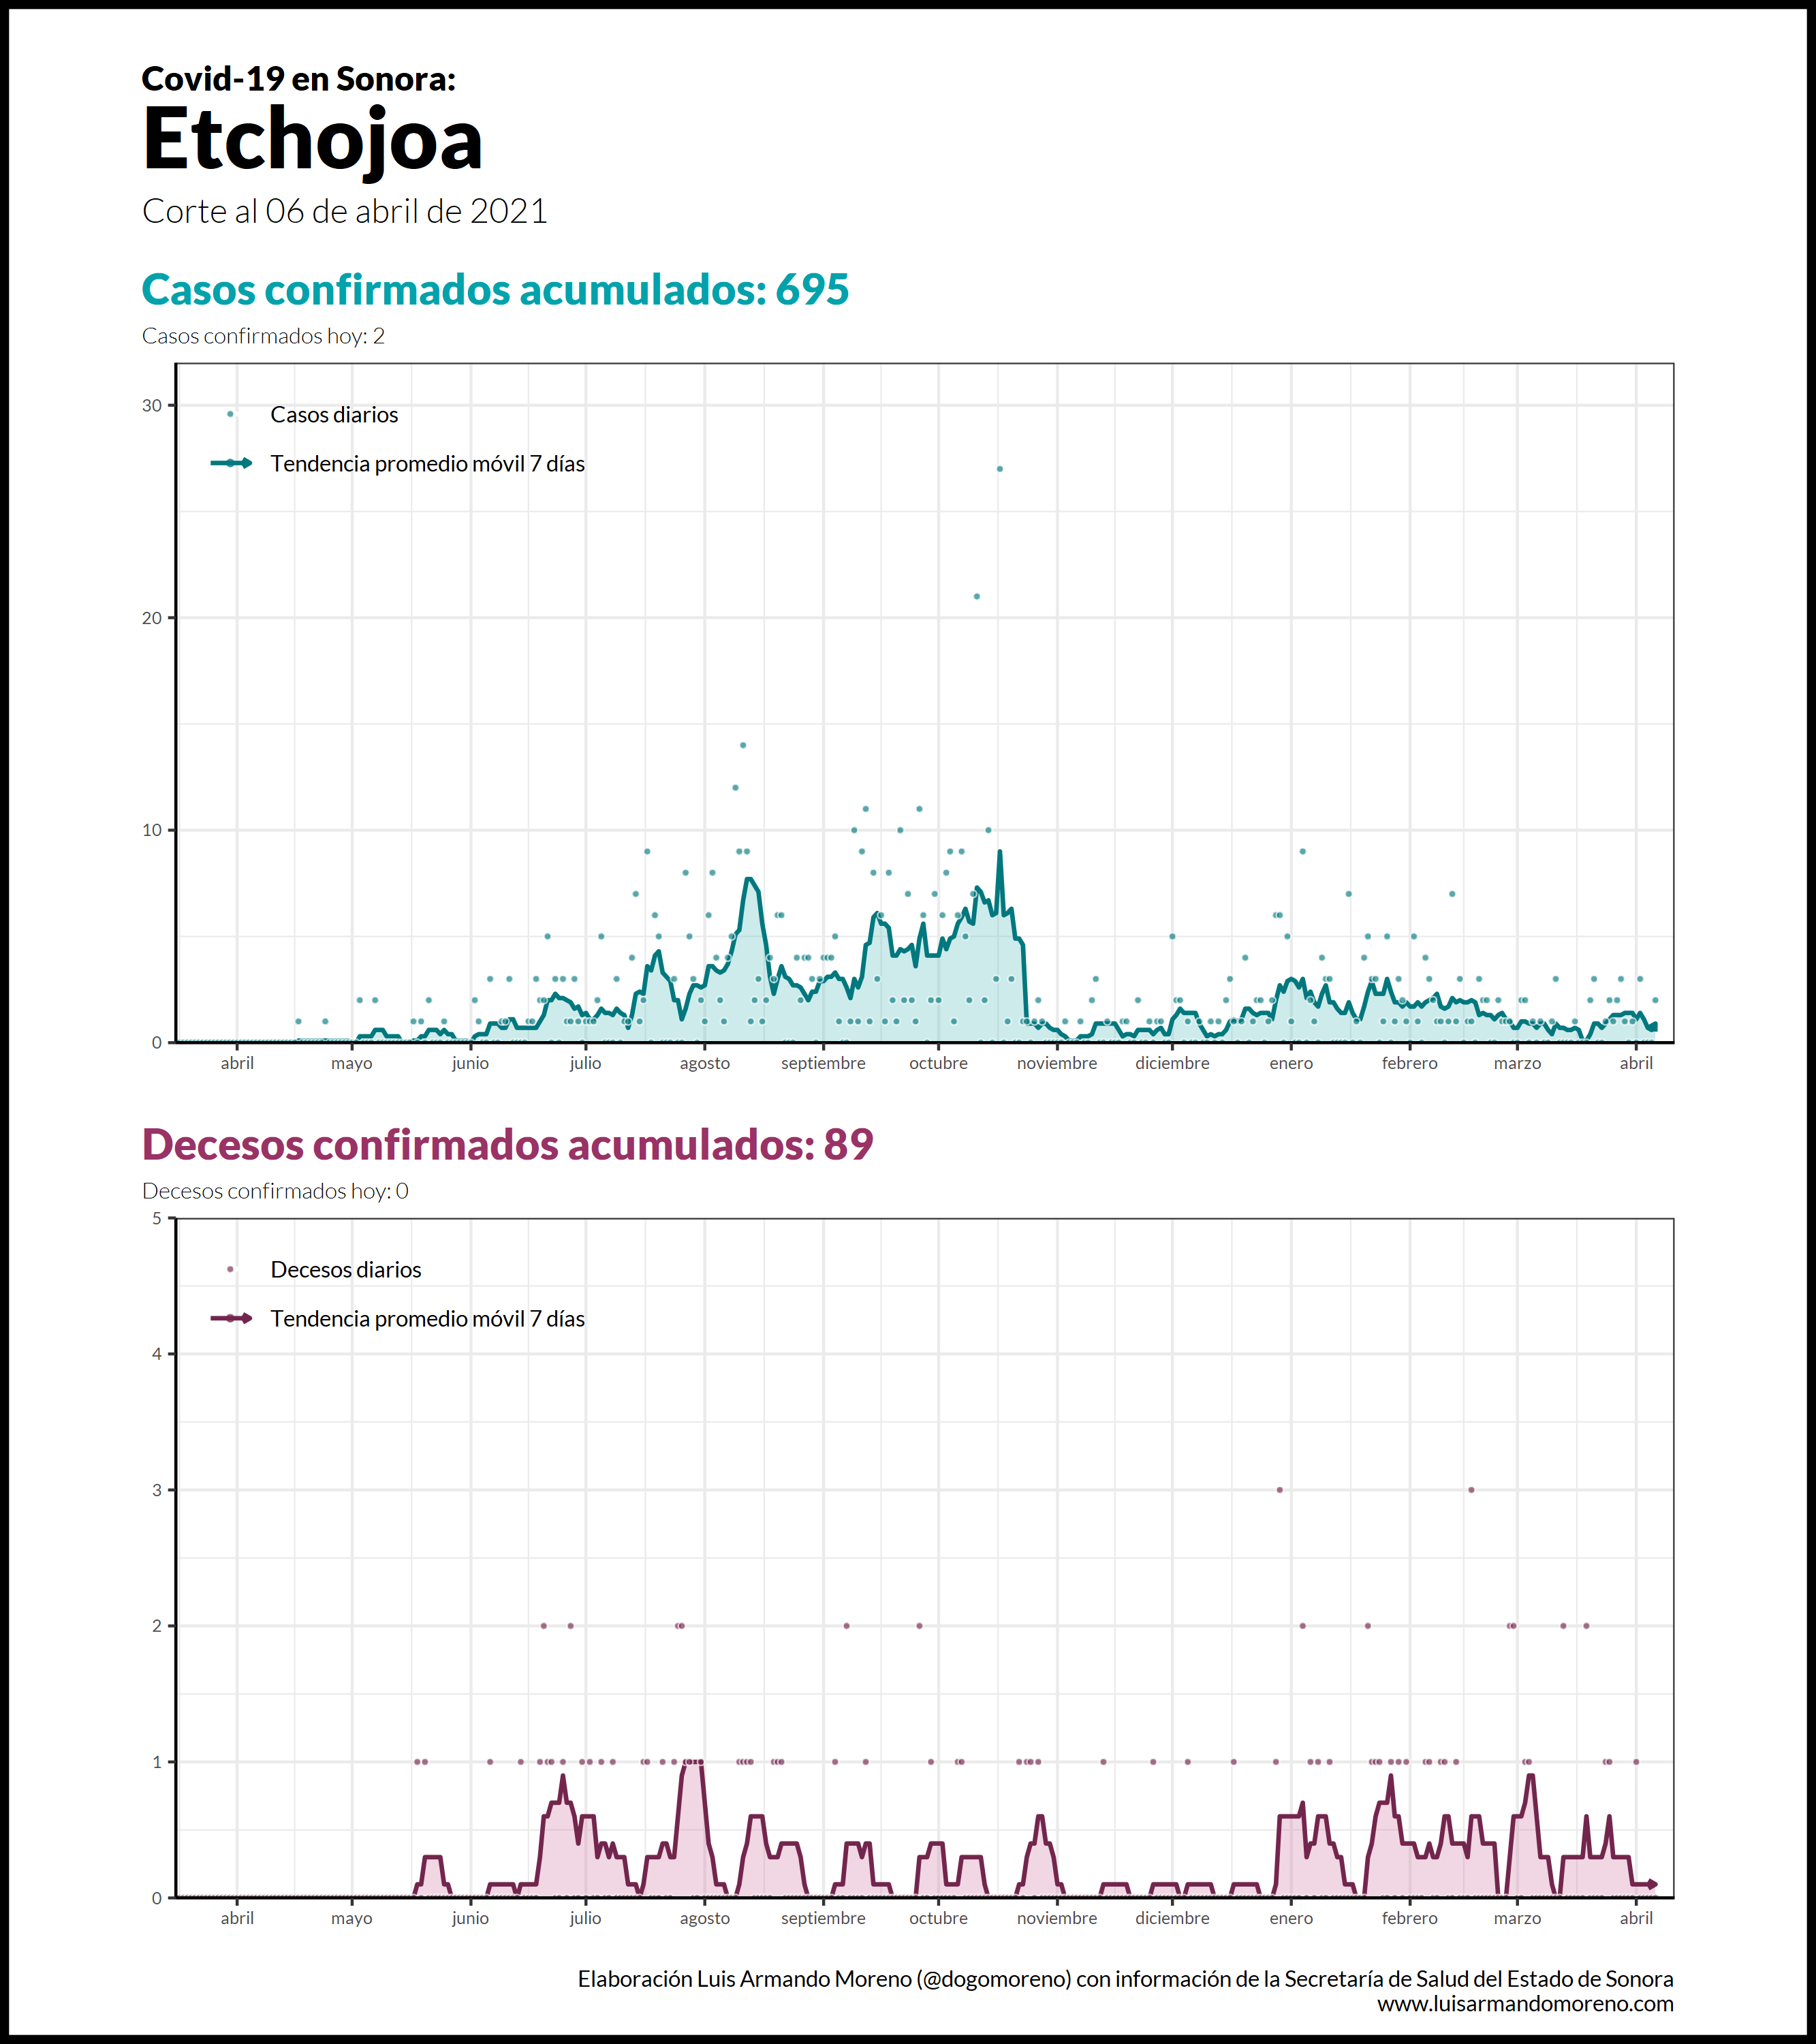 Covid-19 en Sonora:
Etchojoa
Corte al 06 de abril de 2021
Casos confirmados acumulados: 695
Casos confirmados hoy: 2
30
20
10
0
Casos diarios
Tendencia promedio móvil 7 días
abril mayo junio julio agosto septiembre octubre noviembre diciembre enero febrero marzo abril
Decesos confirmados acumulados: 89
Decesos confirmados hoy: 0
5
4
3
2
1
0
Decesos diarios
Tendencia promedio móvil 7 días
abril mayo junio julio agosto septiembre octubre noviembre diciembre enero febrero marzo abril
Elaboración Luis Armando Moreno (@dogomoreno) con información de la Secretaría de Salud del Estado de Sonora
www.luisarmandomoreno.com